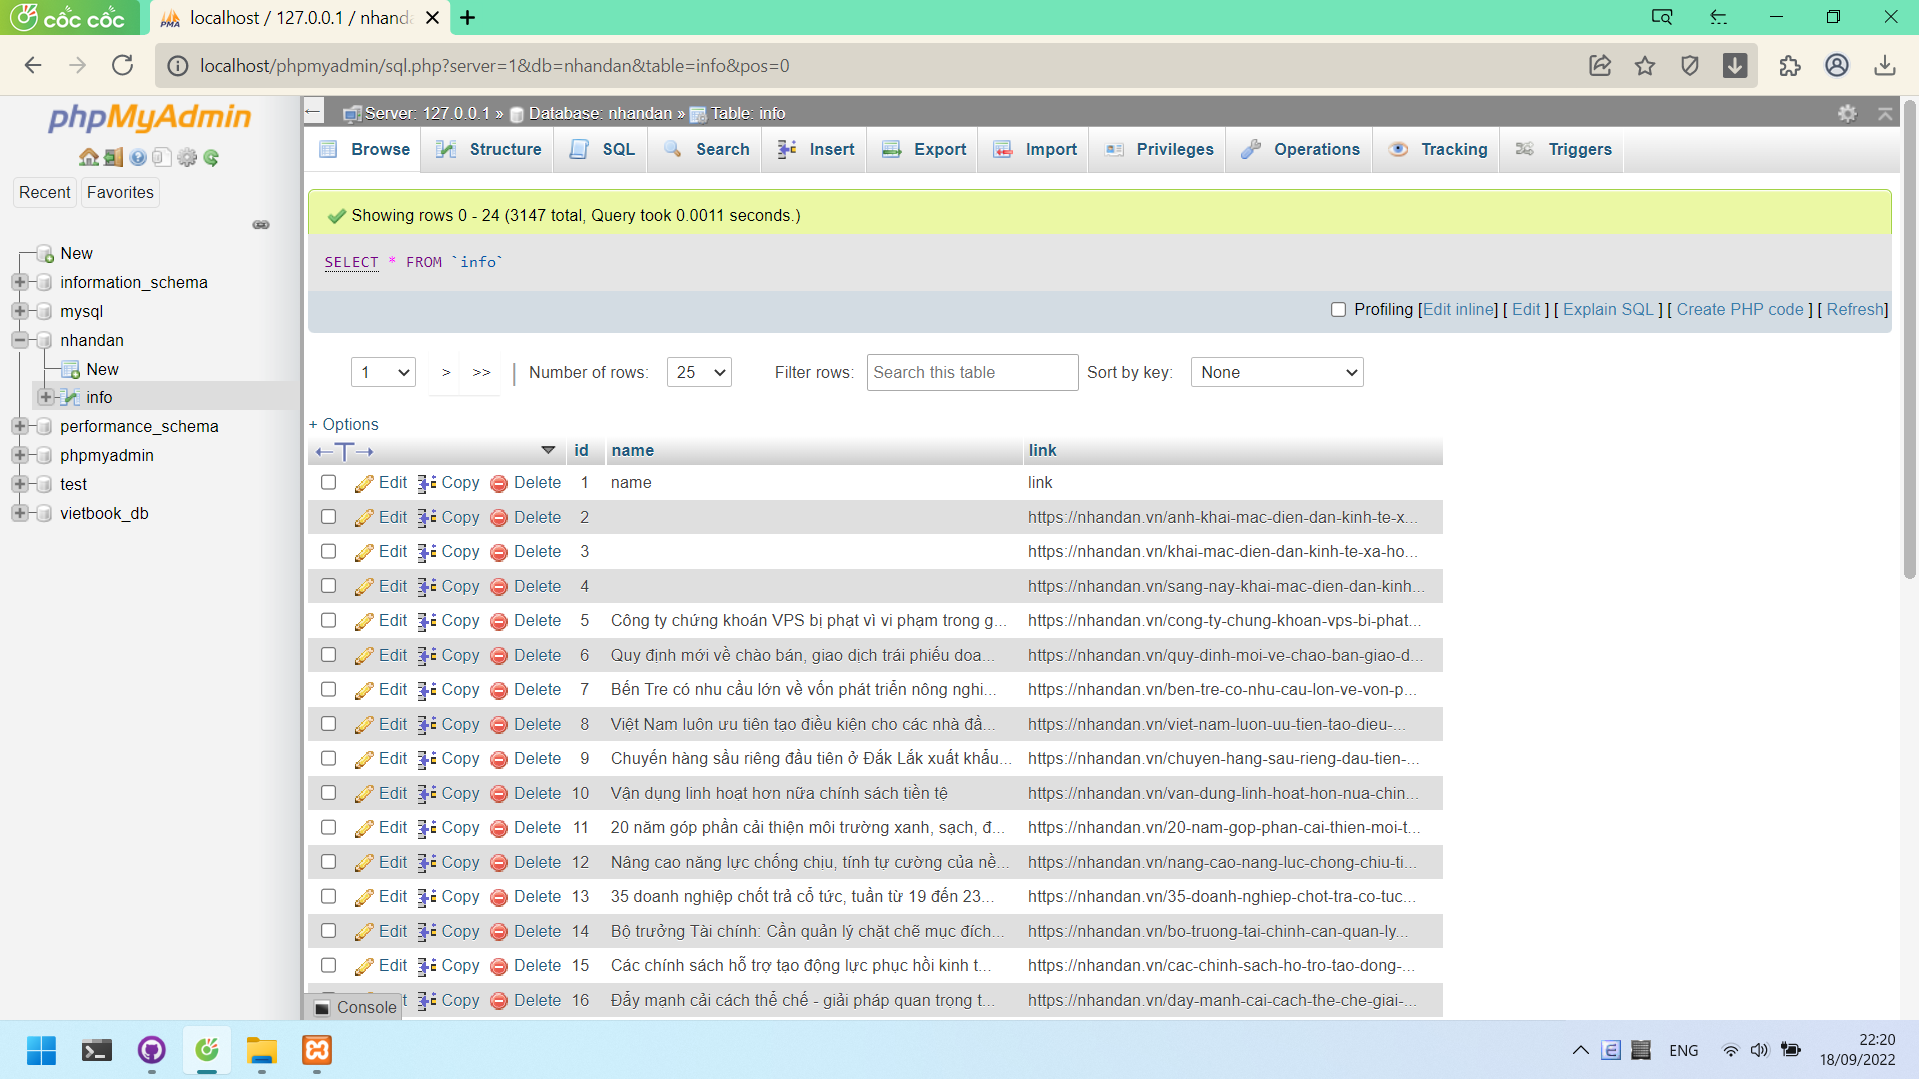 cốc cốc
localhost / 127.0.0.1 / nhanda
localhost/phpmyadmin/sql.php?server=1&db=nhandan&table=info&pos=0
phpMyAdmin
Recent Favorites
New
information_schema
mysql
nhandan
New
info
performance_schema
phpmyadmin
test
vietbook_db
Server: 127.0.0.1 » Database: nhandan » Table: info
Browse Structure SQL Search Insert Export Import Privileges Operations Tracking Triggers
Showing rows 0 - 24 (3147 total, Query took 0.0011 seconds.)
SELECT * FROM `info`
Profiling [Edit inline] [ Edit ] [ Explain SQL ] [ Create PHP code ] [ Refresh]
1 > >> | Number of rows: 25 Filter rows: Search this table Sort by key: None
+ Options
←T→ id name link
Edit Copy Delete 1 name link
Edit Copy Delete 2 https://nhandan.vn/anh-khai-mac-dien-dan-kinh-te-x...
Edit Copy Delete 3 https://nhandan.vn/khai-mac-dien-dan-kinh-te-xa-ho...
Edit Copy Delete 4 https://nhandan.vn/sang-nay-khai-mac-dien-dan-kinh...
Edit Copy Delete 5 Công ty chứng khoán VPS bị phạt vì vi phạm trong g... https://nhandan.vn/cong-ty-chung-khoan-vps-bi-phat...
Edit Copy Delete 6 Quy định mới về chào bán, giao dịch trái phiếu doa... https://nhandan.vn/quy-dinh-moi-ve-chao-ban-giao-d...
Edit Copy Delete 7 Bến Tre có nhu cầu lớn về vốn phát triển nông nghi... https://nhandan.vn/ben-tre-co-nhu-cau-lon-ve-von-p...
Edit Copy Delete 8 Việt Nam luôn ưu tiên tạo điều kiện cho các nhà đầ... https://nhandan.vn/viet-nam-luon-uu-tien-tao-dieu-...
Edit Copy Delete 9 Chuyến hàng sầu riêng đầu tiên ở Đắk Lắk xuất khẩu... https://nhandan.vn/chuyen-hang-sau-rieng-dau-tien-...
Edit Copy Delete 10 Vận dụng linh hoạt hơn nữa chính sách tiền tệ https://nhandan.vn/van-dung-linh-hoat-hon-nua-chin...
Edit Copy Delete 11 20 năm góp phần cải thiện môi trường xanh, sạch, đ... https://nhandan.vn/20-nam-gop-phan-cai-thien-moi-t...
Edit Copy Delete 12 Nâng cao năng lực chống chịu, tính tự cường của nề... https://nhandan.vn/nang-cao-nang-luc-chong-chiu-ti...
Edit Copy Delete 13 35 doanh nghiệp chốt trả cổ tức, tuần từ 19 đến 23... https://nhandan.vn/35-doanh-nghiep-chot-tra-co-tuc...
Edit Copy Delete 14 Bộ trưởng Tài chính: Cần quản lý chặt chẽ mục đích... https://nhandan.vn/bo-truong-tai-chinh-can-quan-ly...
Edit Copy Delete 15 Các chính sách hỗ trợ tạo động lực phục hồi kinh t... https://nhandan.vn/cac-chinh-sach-ho-tro-tao-dong-...
Copy Delete 16 Đẩy mạnh cải cách thể chế - giải pháp quan trọng t... https://nhandan.vn/day-manh-cai-cach-the-che-giai-...
Console
ENG
22:20
18/09/2022